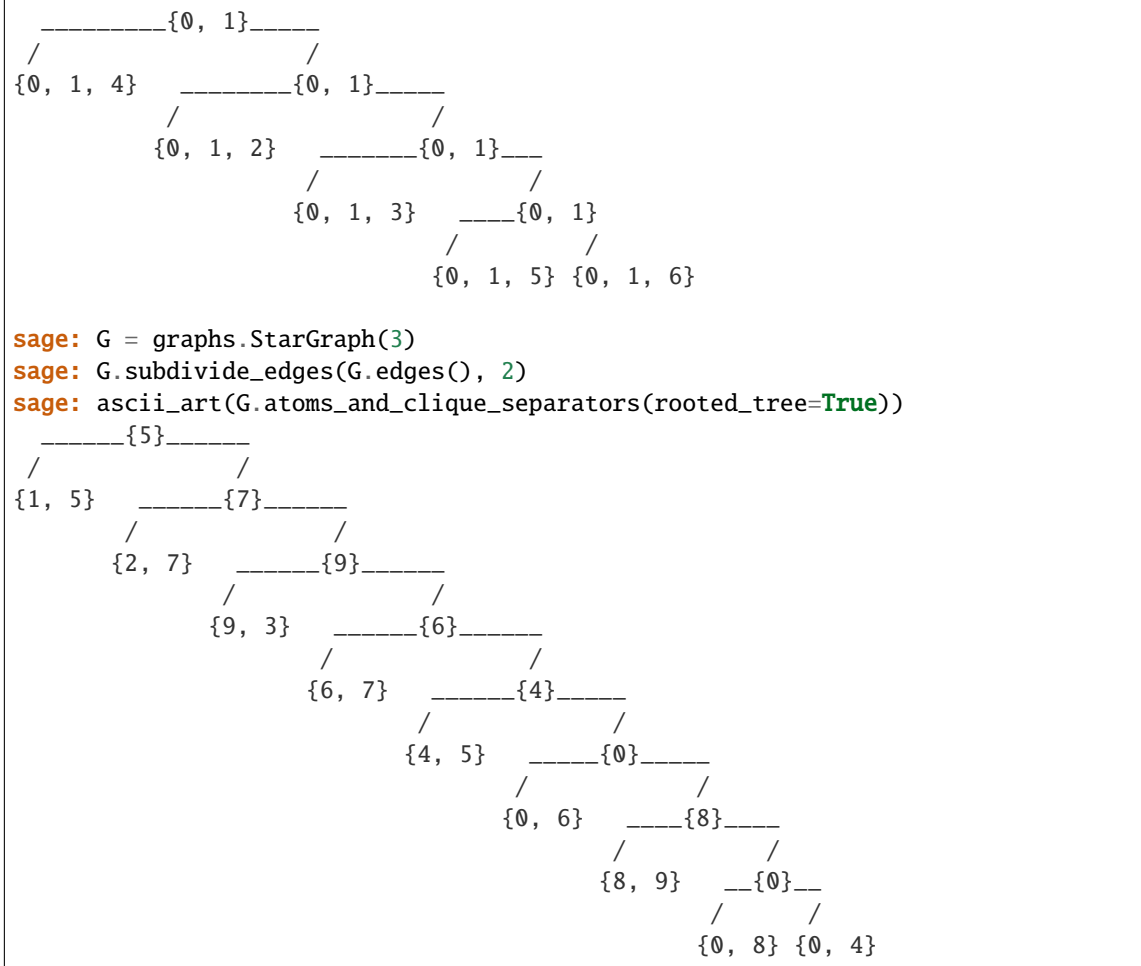 _________{0, 1}_____
 /                   /
{0, 1, 4}   ________{0, 1}_____
           /                  /
          {0, 1, 2}   _______{0, 1}___
                     /               /
                    {0, 1, 3}   ____{0, 1}
                               /         /
                              {0, 1, 5} {0, 1, 6}
sage: G = graphs.StarGraph(3)
sage: G.subdivide_edges(G.edges(), 2)
sage: ascii_art(G.atoms_and_clique_separators(rooted_tree=True))
  ______{5}______
 /              /
{1, 5}   ______{7}______
        /              /
       {2, 7}   ______{9}______
               /              /
              {9, 3}   ______{6}______
                      /              /
                     {6, 7}   ______{4}_____
                             /             /
                            {4, 5}   _____{0}_____
                                    /            /
                                   {0, 6}   ____{8}____
                                           /          /
                                          {8, 9}   __{0}__
                                                  /      /
                                                 {0, 8} {0, 4}